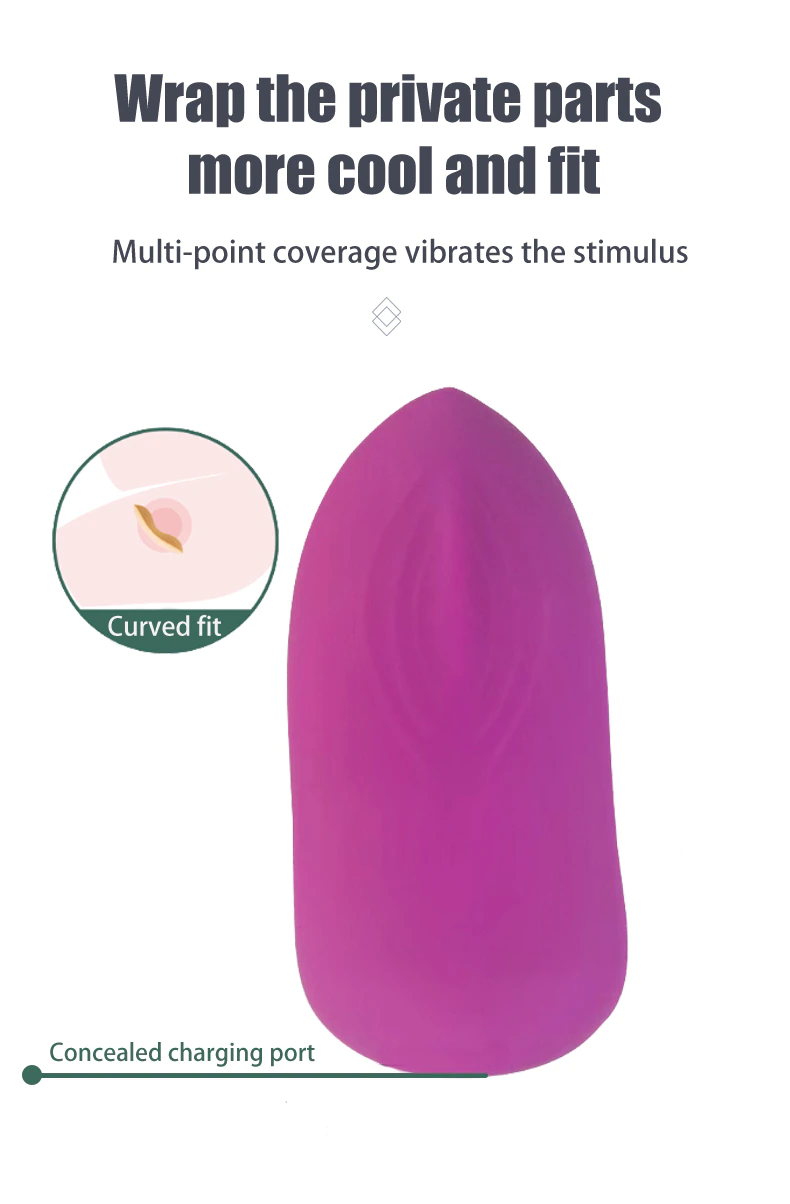 Wrap the private parts
more cool and fit
Multi-point coverage vibrates the stimulus
Curved fit
Concealed charging port